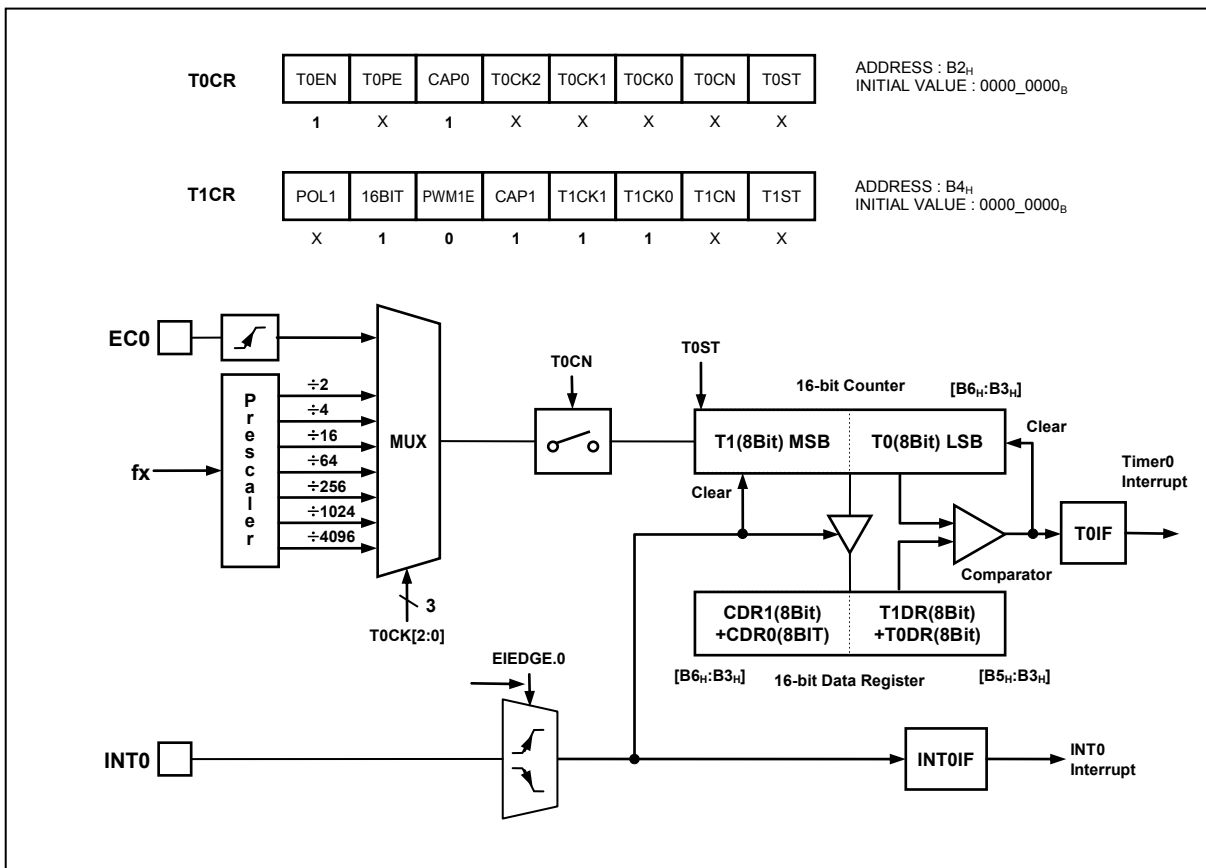 T0CR T0EN T0PE CAP0 T0CK2 T0CK1 T0CK0 T0CN T0ST
ADDRESS : B2H
INITIAL VALUE : 0000_0000B
1 X 1 X X X X X
T1CR POL1 16BIT PWM1E CAP1 T1CK1 T1CK0 T1CN T1ST
ADDRESS : B4H
INITIAL VALUE : 0000_0000B
X 1 0 1 1 1 X X
EC0
fx
Prescaler
÷2
÷4
÷16
÷64
÷256
÷1024
÷4096
MUX
3
T0CK[2:0]
T0CN
T0ST
16-bit Counter [B6H:B3H]
T1(8Bit) MSB T0(8Bit) LSB
Clear
Clear
Comparator
T0IF
Timer0
Interrupt
CDR1(8Bit)
+CDR0(8BIT)
T1DR(8Bit)
+T0DR(8Bit)
[B6H:B3H] 16-bit Data Register [B5H:B3H]
EIEDGE.0
INT0
INT0IF
INT0
Interrupt